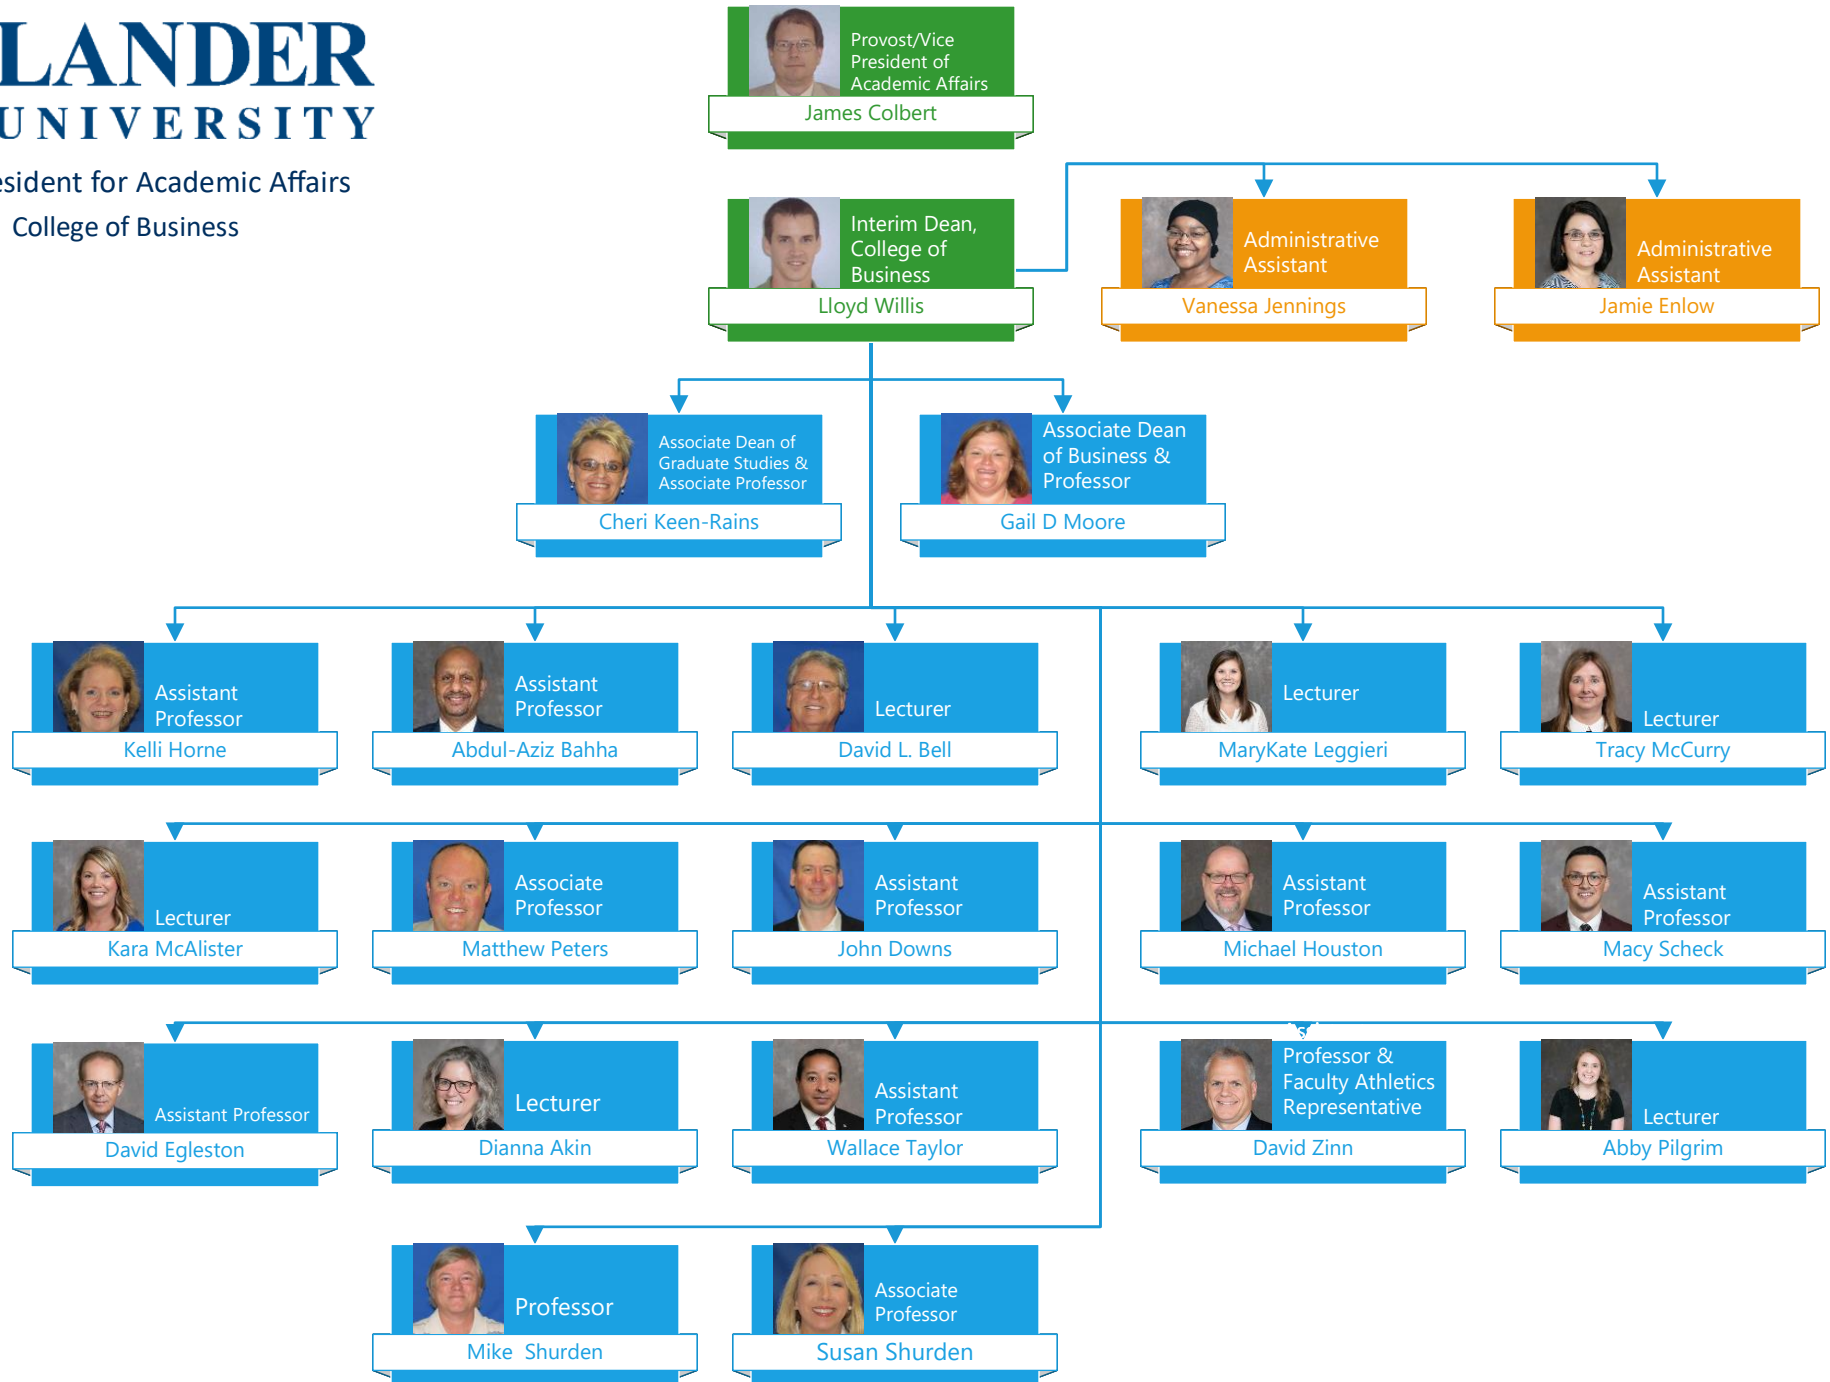 LANDER
UNIVERSITY
esident for Academic Affairs
College of Business
Provost/Vice
President of
Academic Affairs
James Colbert
Interim Dean,
College of
Business
Lloyd Willis
Administrative
Assistant
Vanessa Jennings
Administrative
Assistant
Jamie Enlow
Associate Dean of
Graduate Studies &
Associate Professor
Cheri Keen-Rains
Associate Dean
of Business &
Professor
Gail D Moore
Assistant
Professor
Kelli Horne
Assistant
Professor
Abdul-Aziz Bahha
Lecturer
David L. Bell
Lecturer
MaryKate Leggieri
Lecturer
Tracy McCurry
Lecturer
Kara McAlister
Associate
Professor
Matthew Peters
Assistant
Professor
John Downs
Assistant
Professor
Michael Houston
Assistant
Professor
Macy Scheck
Assistant Professor
David Egleston
Lecturer
Dianna Akin
Assistant
Professor
Wallace Taylor
Professor &
Faculty Athletics
Representative
David Zinn
Lecturer
Abby Pilgrim
Professor
Mike Shurden
Associate
Professor
Susan Shurden